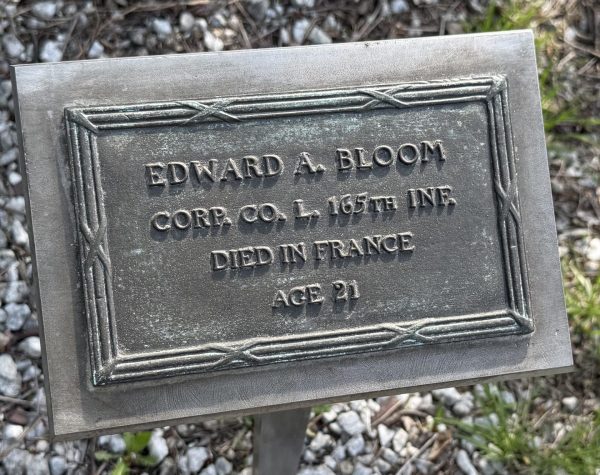 EDWARD A. BLOOM
CORP. CO. L. 165TH INF.
DIED IN FRANCE
AGE 21